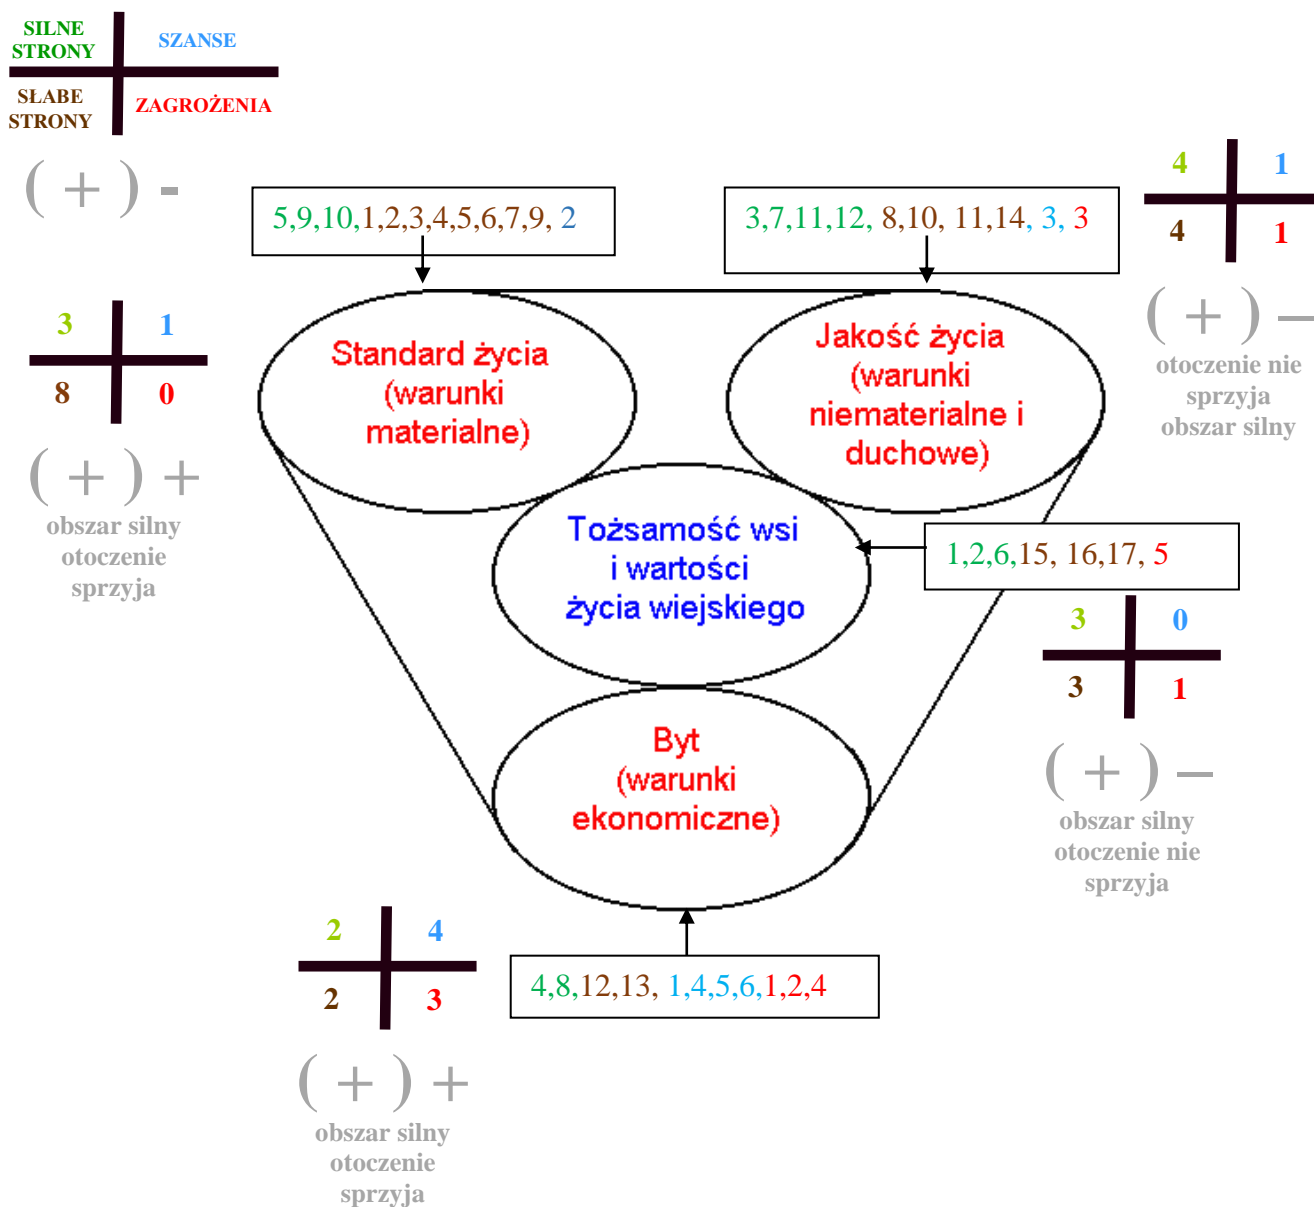 SILNE
STRONY
SZANSE
SŁABE
STRONY
ZAGROŻENIA
( + ) -
5,9,10,1,2,3,4,5,6,7,9, 2
3,7,11,12, 8,10, 11,14, 3, 3
4 1
4 1
( + ) –
otoczenie nie
sprzyja
obszar silny
3 1
8 0
( + ) +
obszar silny
otoczenie
sprzyja
Standard życia
(warunki
materialne)
Jakość życia
(warunki
niematerialne i
duchowe)
Tożsamość wsi
i wartości
życia wiejskiego
1,2,6,15, 16,17, 5
3 0
3 1
( + ) –
obszar silny
otoczenie nie
sprzyja
Byt
(warunki
ekonomiczne)
2 4
2 3
4,8,12,13, 1,4,5,6,1,2,4
( + ) +
obszar silny
otoczenie
sprzyja